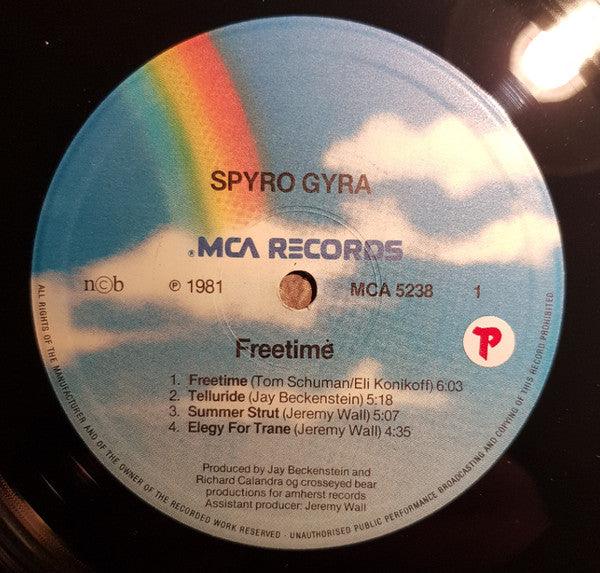 SPYRO GYRA
® MCA RECORDS
n©b ℗ 1981 MCA 5238 1
P
Freetime
1. Freetime (Tom Schuman/Eli Konikoff) 6:03
2. Telluride (Jay Beckenstein) 5:18
3. Summer Strut (Jeremy Wall) 5:07
4. Elegy For Trane (Jeremy Wall) 4:35
Produced by Jay Beckenstein and
Richard Calandra og crosseyed bear
productions for amherst records
Assistant producer: Jeremy Wall
ALL RIGHTS OF THE MANUFACTURER AND OF THE OWNER OF THE RECORDED WORK RESERVED - UNAUTHORISED PUBLIC PERFORMANCE BROADCASTING AND COPYING OF THIS RECORD PROHIBITED